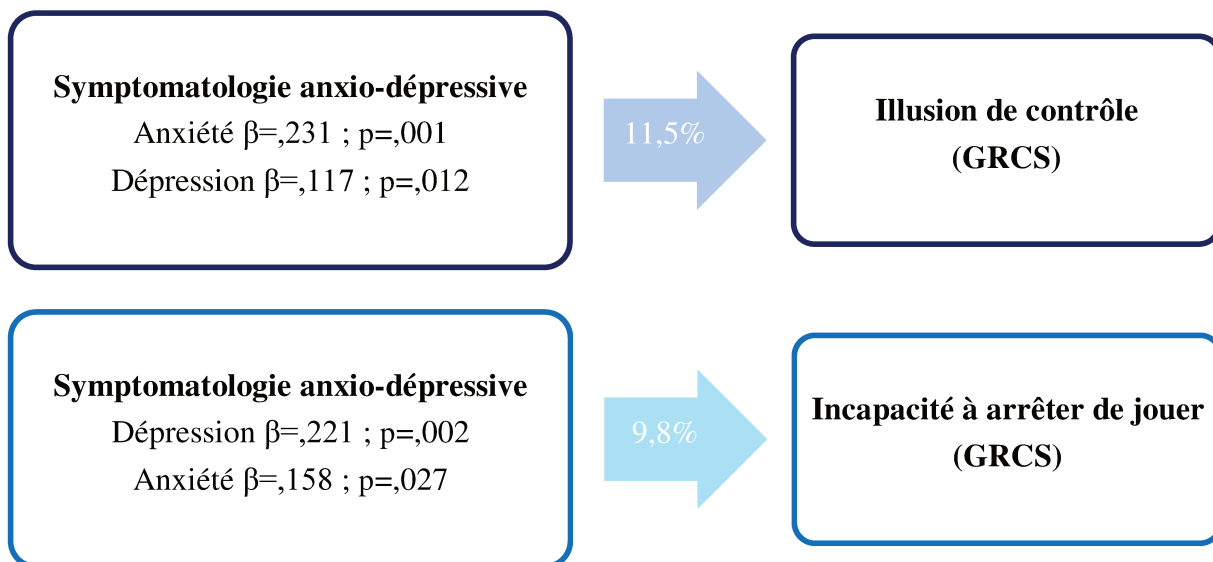 Symptomatologie anxio-dépressive
Anxiété β=,231 ; p=,001
Dépression β=,117 ; p=,012
11,5%
Illusion de contrôle
(GRCS)
Symptomatologie anxio-dépressive
Dépression β=,221 ; p=,002
Anxiété β=,158 ; p=,027
9,8%
Incapacité à arrêter de jouer
(GRCS)